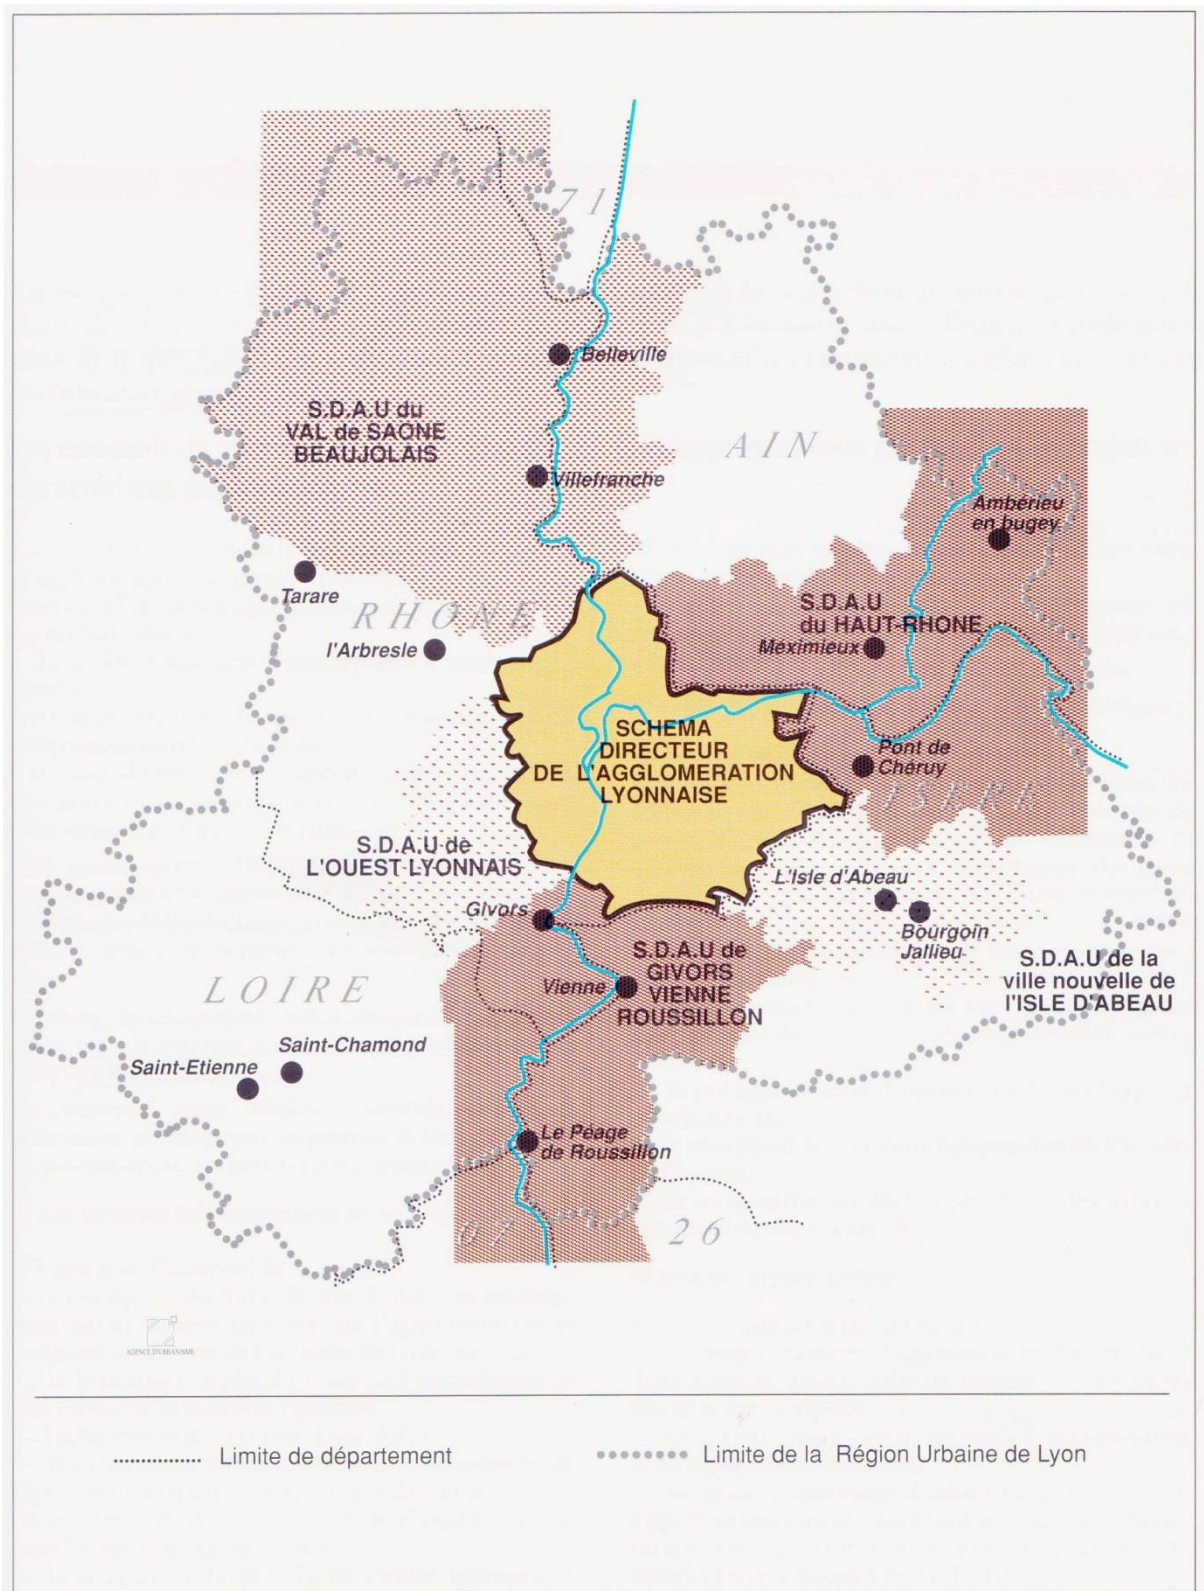 71
Belleville
S.D.A.U du
VAL de SAONE
BEAUJOLAIS
AIN
Villefranche
Ambérieu
en bugey
Tarare
RHONE
S.D.A.U
du HAUT-RHONE
l'Arbresle
Meximieux
SCHEMA
DIRECTEUR
DE L'AGGLOMERATION
LYONNAISE
Pont de
Chéruy
ISERE
S.D.A.U de
L'OUEST LYONNAIS
L'Isle d'Abeau
Givors
Bourgoin
Jallieu
S.D.A.U de
GIVORS
VIENNE
ROUSSILLON
S.D.A.U de la
ville nouvelle de
l'ISLE D'ABEAU
LOIRE
Vienne
Saint-Chamond
Saint-Etienne
Le Péage
de Roussillon
07
26
AGENCE D'URBANISME
Limite de département
Limite de la Région Urbaine de Lyon